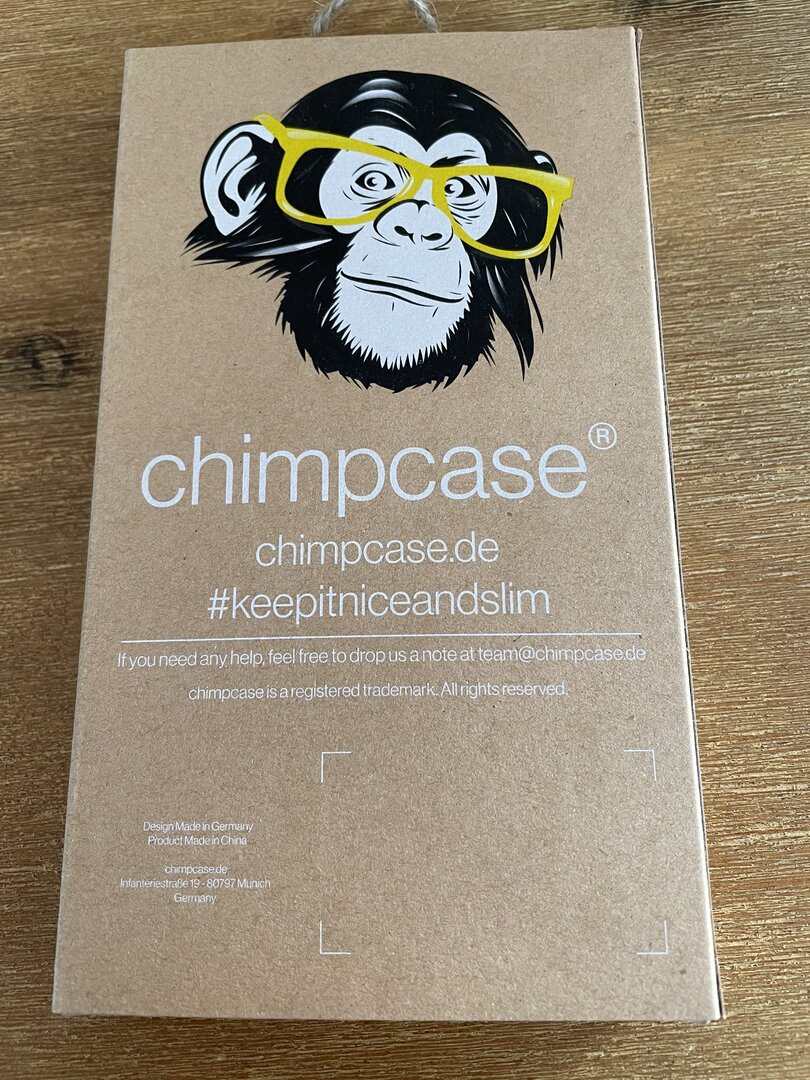 chimpcase®
chimpcase.de
#keepitniceandslim
If you need any help, feel free to drop us a note at team@chimpcase.de
chimpcase is a registered trademark. All rights reserved.
Design Made in Germany
Product Made in China
chimpcase.de
Infanteriestraße 19 - 80797 Munich
Germany